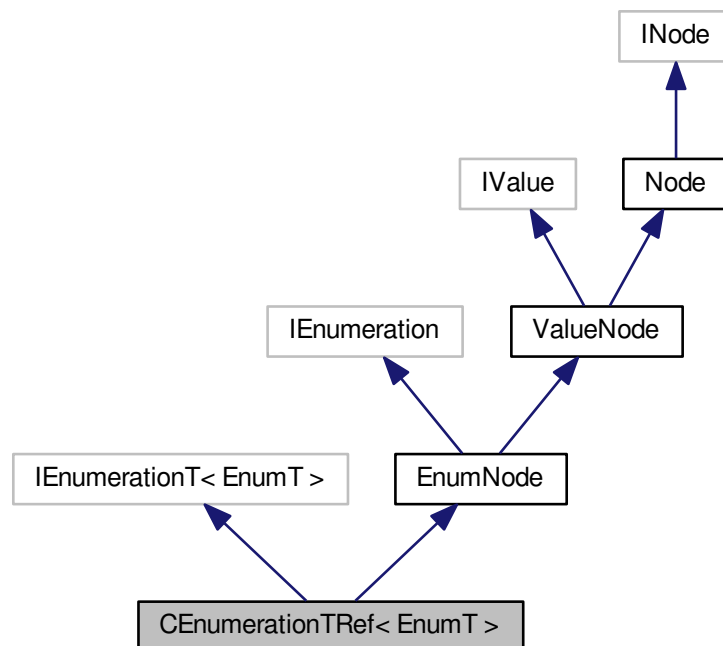 INode
IValue
Node
IEnumeration
ValueNode
IEnumerationT< EnumT >
EnumNode
CEnumerationTRef< EnumT >